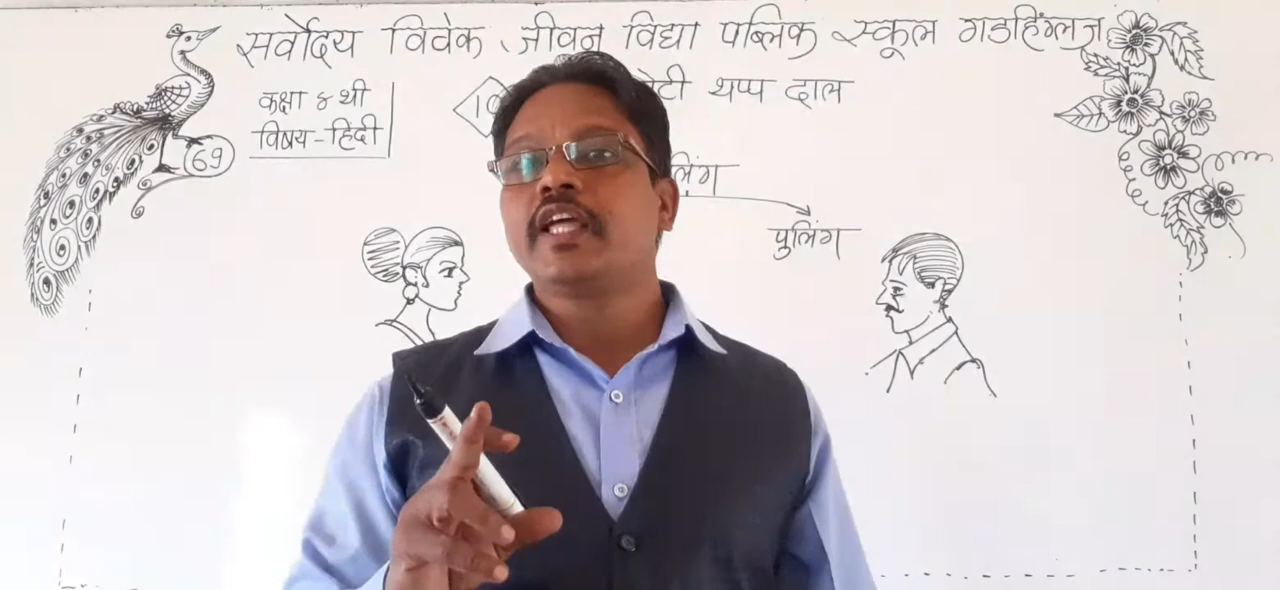 सर्वोदय विवेक जीवन विद्या पब्लिक स्कूल गडहिंग्लज
कक्षा ४ थी
विषय - हिंदी
थप्प दाल
69
पुलिंग